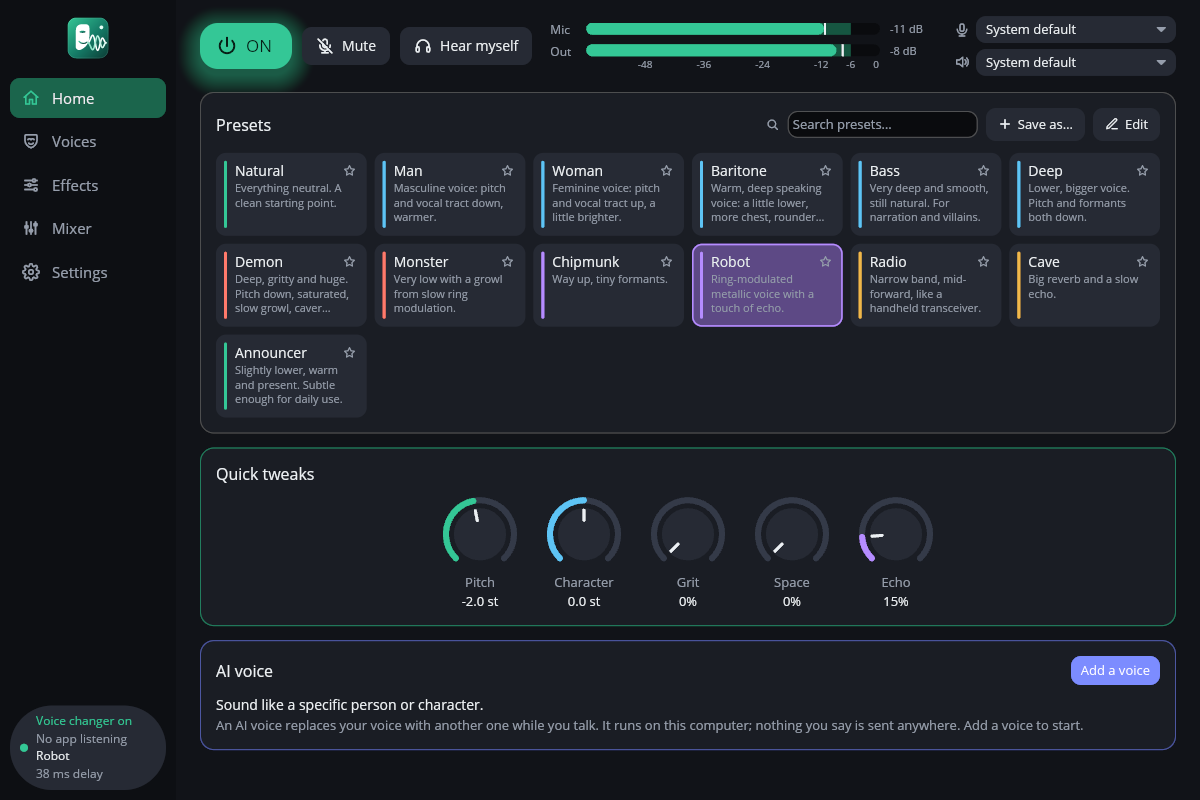 ON
Mute
Hear myself
Mic
-11 dB
Out
-8 dB
-48 -36 -24 -12 -6 0
System default
System default
Home
Voices
Effects
Mixer
Settings
Presets
Search presets...
Save as...
Edit
Natural
Everything neutral. A
clean starting point.
Man
Masculine voice: pitch
and vocal tract down,
warmer.
Woman
Feminine voice: pitch
and vocal tract up, a
little brighter.
Baritone
Warm, deep speaking
voice: a little lower,
more chest, rounder...
Bass
Very deep and smooth,
still natural. For
narration and villains.
Deep
Lower, bigger voice.
Pitch and formants
both down.
Demon
Deep, gritty and huge.
Pitch down, saturated,
slow growl, caver...
Monster
Very low with a growl
from slow ring
modulation.
Chipmunk
Way up, tiny formants.
Robot
Ring-modulated
metallic voice with a
touch of echo.
Radio
Narrow band, mid-
forward, like a
handheld transceiver.
Cave
Big reverb and a slow
echo.
Announcer
Slightly lower, warm
and present. Subtle
enough for daily use.
Quick tweaks
Pitch
-2.0 st
Character
0.0 st
Grit
0%
Space
0%
Echo
15%
AI voice
Add a voice
Sound like a specific person or character.
An AI voice replaces your voice with another one while you talk. It runs on this computer; nothing you say is sent anywhere. Add a voice to start.
Voice changer on
No app listening
Robot
38 ms delay